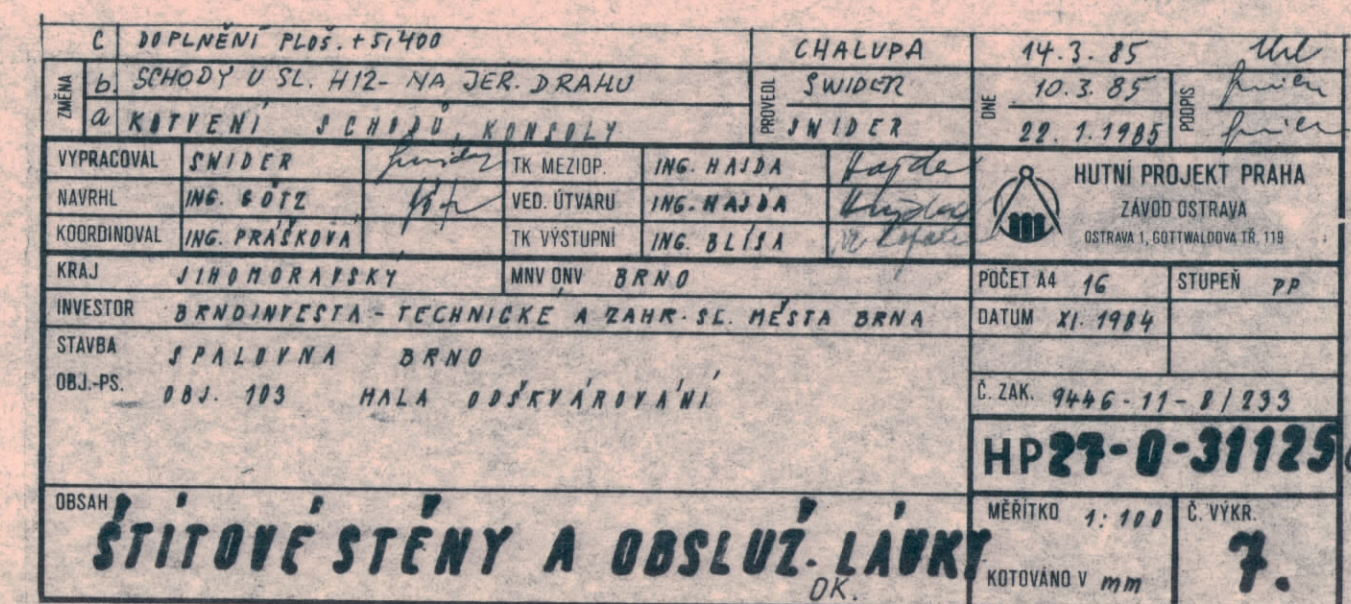 C DOPLNĚNÍ PLOŠ. +5,400 CHALUPA 14.3.85
ZMĚNA b. SCHODY U SL. H12- NA JEŘ. DRÁHU PROVEDL SWIDER DNE 10.3.85 PODPIS
a KOTVENÍ SCHODŮ, KONSOLY SWIDER 22.1.1985
VYPRACOVAL SWIDER TK MEZIOP. ING. HAJDA
NAVRHL ING. GÖTZ VED. ÚTVARU ING. HAJDA
KOORDINOVAL ING. PRÁŠKOVÁ TK VÝSTUPNÍ ING. BLÍSA
HUTNÍ PROJEKT PRAHA
ZÁVOD OSTRAVA
OSTRAVA 1, GOTTWALDOVA TŘ. 119
KRAJ JIHOMORAVSKÝ MNV ONV BRNO
POČET A4 16 STUPEŇ PP
INVESTOR BRNOINVESTA - TECHNICKÉ A ZAHR. SL. MĚSTA BRNA
DATUM XI. 1984
STAVBA SPALOVNA BRNO
OBJ.-PS. OBJ. 103 HALA ODŠKVÁROVÁNÍ
Č. ZAK. 9446-11-8/233
HP27-0-31125
OBSAH ŠTÍTOVÉ STĚNY A OBSLUŽ. LÁVKY
OK.
MĚŘÍTKO 1:100 Č. VÝKR.
KOTOVÁNO V mm 7.